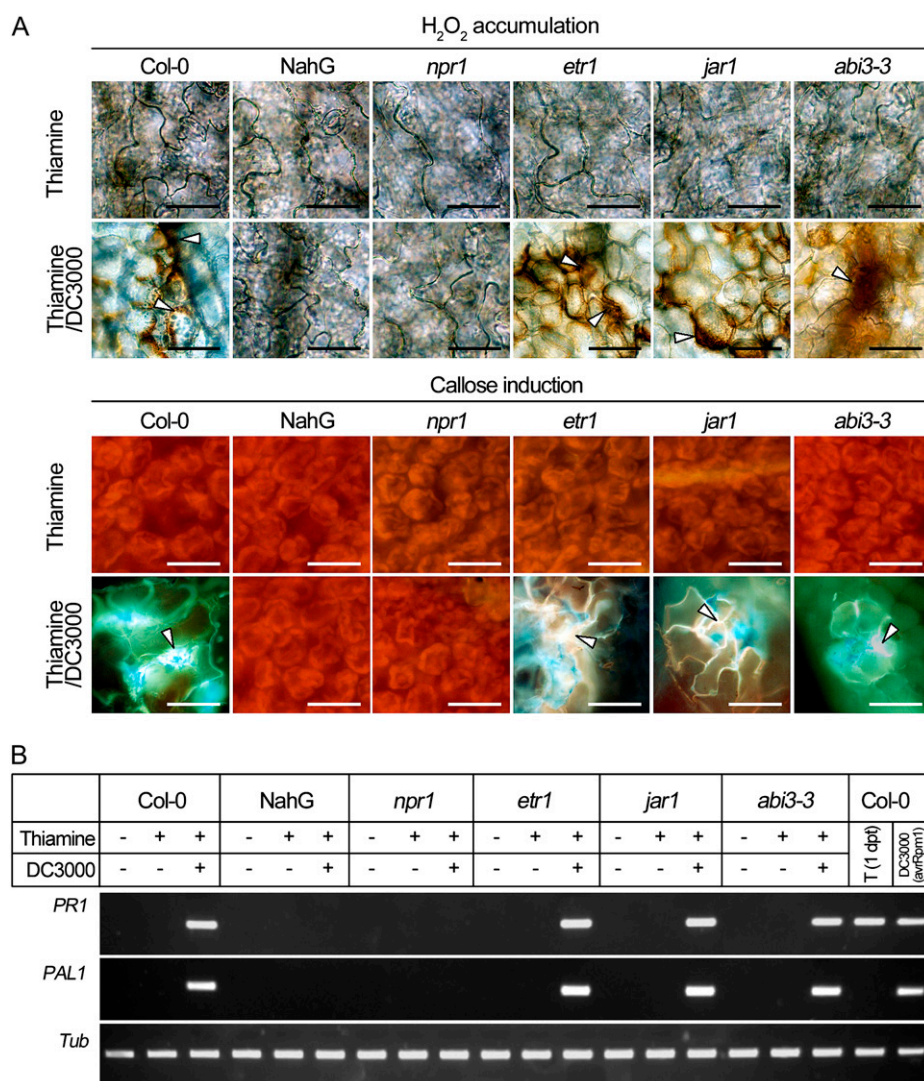 A
H₂O₂ accumulation
Col-0 NahG npr1 etr1 jar1 abi3-3
Thiamine
Thiamine
/DC3000
Callose induction
Col-0 NahG npr1 etr1 jar1 abi3-3
Thiamine
Thiamine
/DC3000
B
Col-0 NahG npr1 etr1 jar1 abi3-3 Col-0
Thiamine - + + - + + - + + - + + - + + - + + T (1 dpt) DC3000
(avrRpm1)
DC3000 - - + - - + - - + - - + - - + - - +
PR1
PAL1
Tub